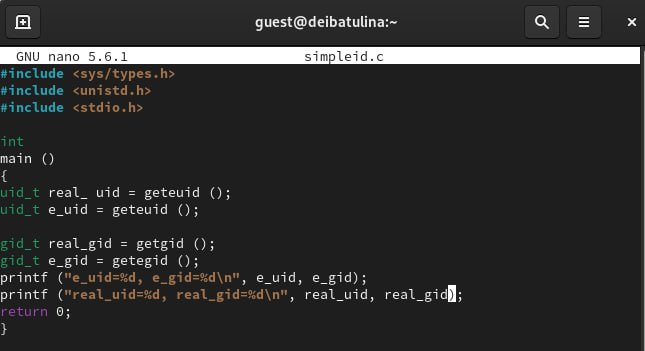 guest@deibatulina:~
GNU nano 5.6.1 simpleid.c
#include <sys/types.h>
#include <unistd.h>
#include <stdio.h>
int
main ()
{
uid_t real_ uid = geteuid ();
uid_t e_uid = geteuid ();
gid_t real_gid = getgid ();
gid_t e_gid = getegid ();
printf ("e_uid=%d, e_gid=%d\n", e_uid, e_gid);
printf ("real_uid=%d, real_gid=%d\n", real_uid, real_gid);
return 0;
}